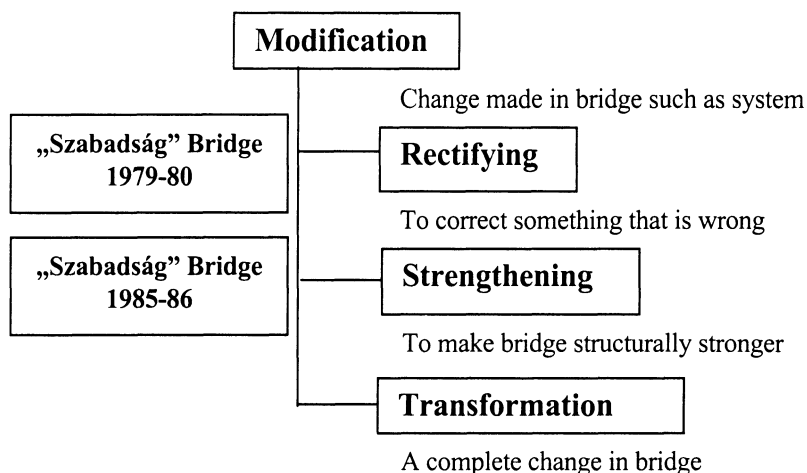 Modification
Change made in bridge such as system
„Szabadság” Bridge
1979-80
Rectifying
To correct something that is wrong
„Szabadság” Bridge
1985-86
Strengthening
To make bridge structurally stronger
Transformation
A complete change in bridge